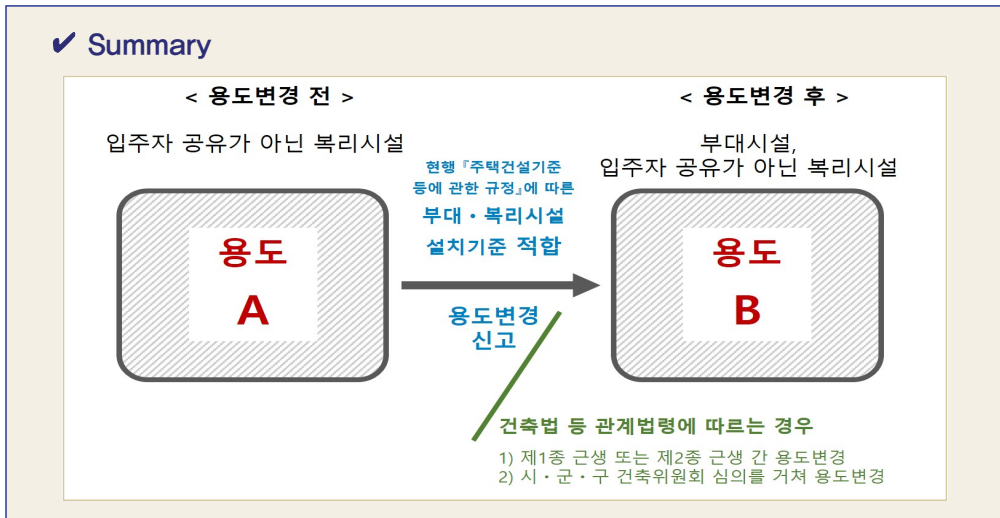 ✔ Summary
< 용도변경 전 >
입주자 공유가 아닌 복리시설
용도
A
현행 『주택건설기준
등에 관한 규정』에 따른
부대・복리시설
설치기준 적합
용도변경
신고
< 용도변경 후 >
부대시설,
입주자 공유가 아닌 복리시설
용도
B
건축법 등 관계법령에 따르는 경우
1) 제1종 근생 또는 제2종 근생 간 용도변경
2) 시・군・구 건축위원회 심의를 거쳐 용도변경